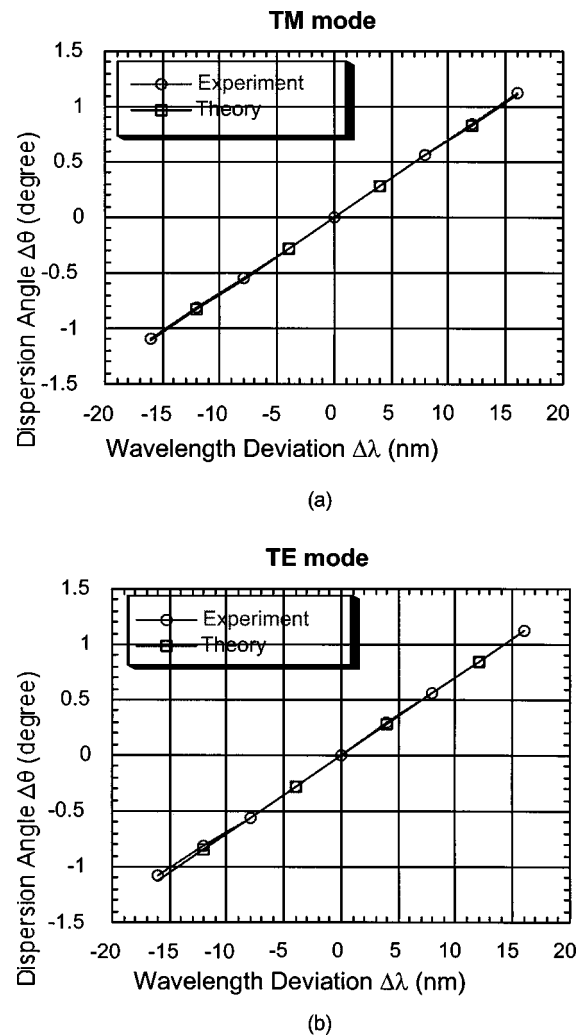 TM mode
1.5
1
0.5
0
-0.5
-1
-1.5
Dispersion Angle Δθ (degree)
Experiment
Theory
-20 -15 -10 -5 0 5 10 15 20
Wavelength Deviation Δλ (nm)
(a)
TE mode
1.5
1
0.5
0
-0.5
-1
-1.5
Dispersion Angle Δθ (degree)
Experiment
Theory
-20 -15 -10 -5 0 5 10 15 20
Wavelength Deviation Δλ (nm)
(b)